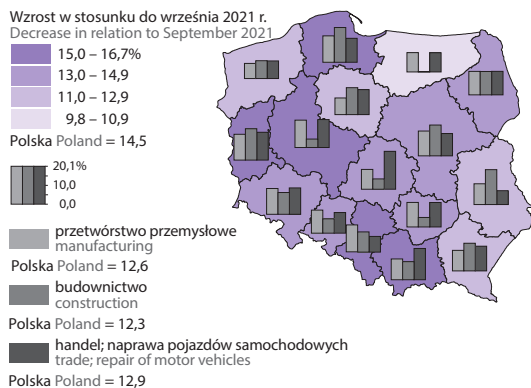 Wzrost w stosunku do września 2021 r.
Decrease in relation to September 2021
15,0 – 16,7%
13,0 – 14,9
11,0 – 12,9
9,8 – 10,9
Polska Poland = 14,5
20,1%
10,0
0,0
przetwórstwo przemysłowe
manufacturing
Polska Poland = 12,6
budownictwo
construction
Polska Poland = 12,3
handel; naprawa pojazdów samochodowych
trade; repair of motor vehicles
Polska Poland = 12,9